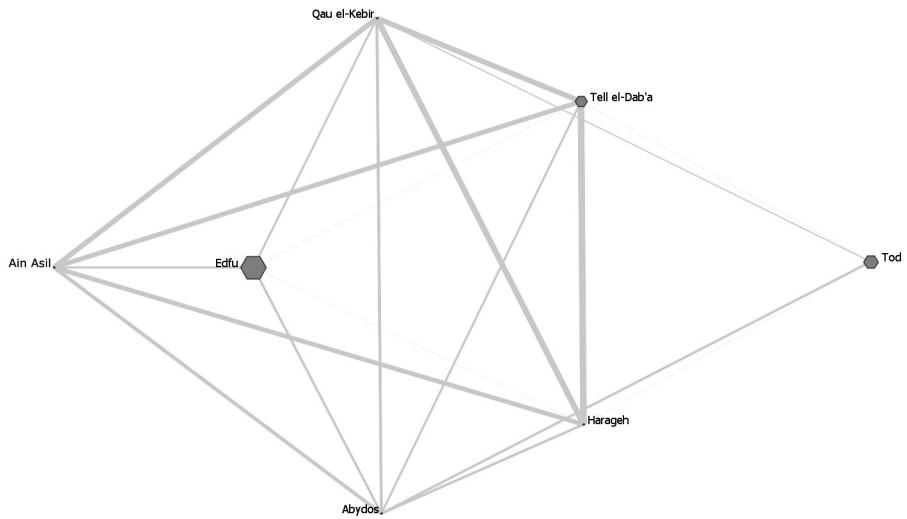 Qau el-Kebir
Tell el-Dab'a
Ain Asil
Edfu
Tod
Harageh
Abydos